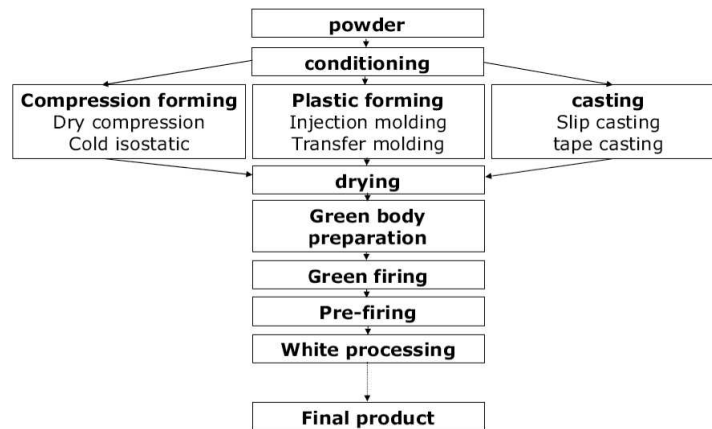 powder
conditioning
Compression forming
Dry compression
Cold isostatic
Plastic forming
Injection molding
Transfer molding
casting
Slip casting
tape casting
drying
Green body
preparation
Green firing
Pre-firing
White processing
Final product